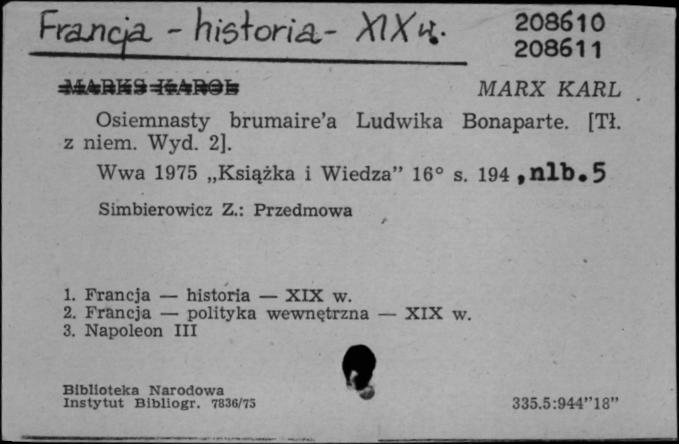 Francja - historia - XIX w.
208610
208611
MARKS KAROL
MARX KARL
Osiemnasty brumaire'a Ludwika Bonaparte. [Tł.
z niem. Wyd. 2].
Wwa 1975 „Książka i Wiedza” 16° s. 194, nlb. 5
Simbierowicz Z.: Przedmowa
1. Francja — historia — XIX w.
2. Francja — polityka wewnętrzna — XIX w.
3. Napoleon III
Biblioteka Narodowa
Instytut Bibliogr. 7836/75
335.5:944”18”